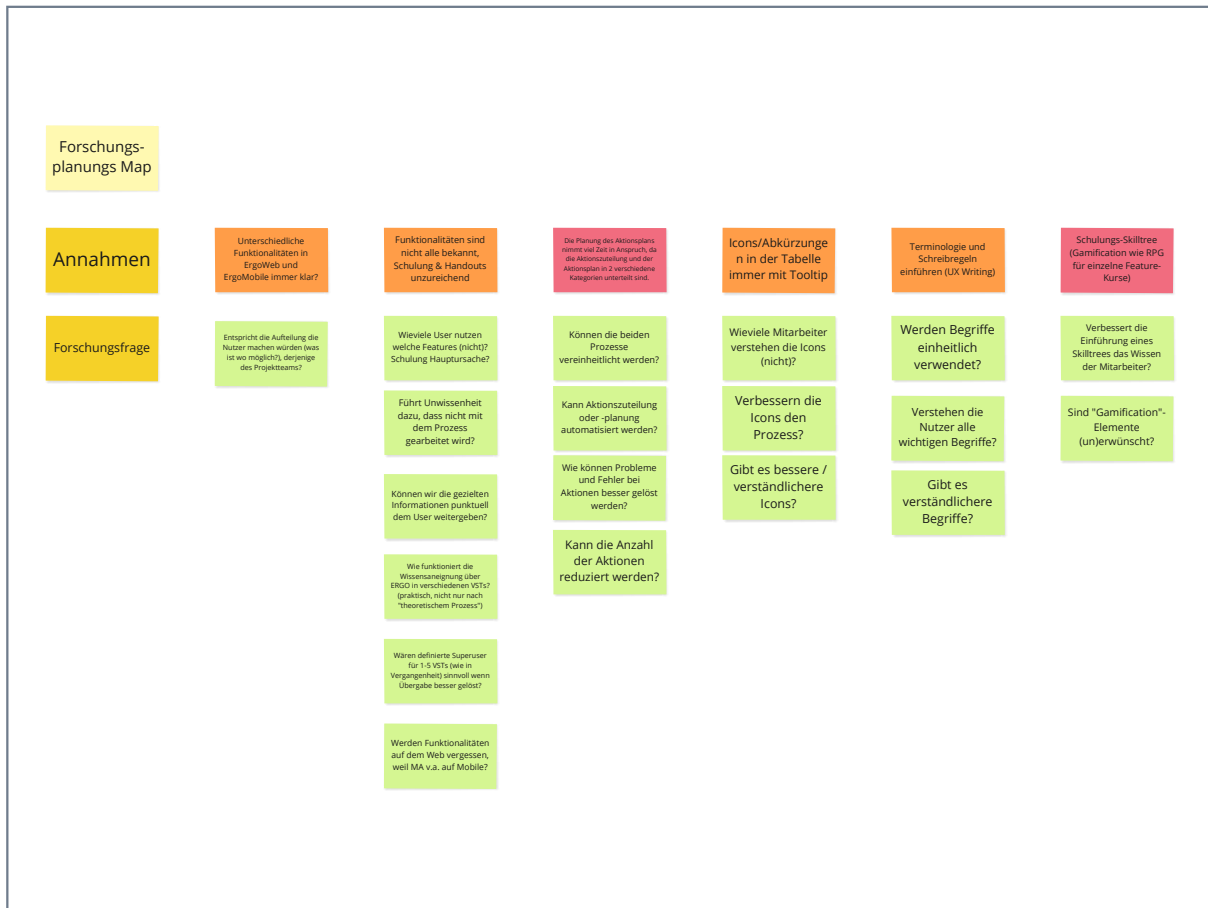 Forschungs-
planungs Map
Annahmen
Unterschiedliche
Funktionalitäten in
ErgoWeb und
ErgoMobile immer klar?
Funktionalitäten sind
nicht alle bekannt,
Schulung & Handouts
unzureichend
Die Planung des Aktionsplans
nimmt viel Zeit in Anspruch, da
die Aktionszuteilung und der
Aktionsplan in 2 verschiedene
Kategorien unterteilt sind.
Icons/Abkürzunge
n in der Tabelle
immer mit Tooltip
Terminologie und
Schreibregeln
einführen (UX Writing)
Schulungs-Skilltree
(Gamification wie RPG
für einzelne Feature-
Kurse)
Forschungsfrage
Entspricht die Aufteilung die
Nutzer machen würden (was
ist wo möglich?), derjenige
des Projektteams?
Wieviele User nutzen
welche Features (nicht)?
Schulung Hauptursache?
Führt Unwissenheit
dazu, dass nicht mit
dem Prozess
gearbeitet wird?
Können wir die gezielten
Informationen punktuell
dem User weitergeben?
Wie funktioniert die
Wissensaneignung über
ERGO in verschiedenen VSTs?
(praktisch, nicht nur nach
"theoretischem Prozess")
Wären definierte Superuser
für 1-5 VSTs (wie in
Vergangenheit) sinnvoll wenn
Übergabe besser gelöst?
Werden Funktionalitäten
auf dem Web vergessen,
weil MA v.a. auf Mobile?
Können die beiden
Prozesse
vereinheitlicht werden?
Kann Aktionszuteilung
oder -planung
automatisiert werden?
Wie können Probleme
und Fehler bei
Aktionen besser gelöst
werden?
Kann die Anzahl
der Aktionen
reduziert werden?
Wieviele Mitarbeiter
verstehen die Icons
(nicht)?
Verbessern die
Icons den
Prozess?
Gibt es bessere /
verständlichere
Icons?
Werden Begriffe
einheitlich
verwendet?
Verstehen die
Nutzer alle
wichtigen Begriffe?
Gibt es
verständlichere
Begriffe?
Verbessert die
Einführung eines
Skilltrees das Wissen
der Mitarbeiter?
Sind "Gamification"-
Elemente
(un)erwünscht?